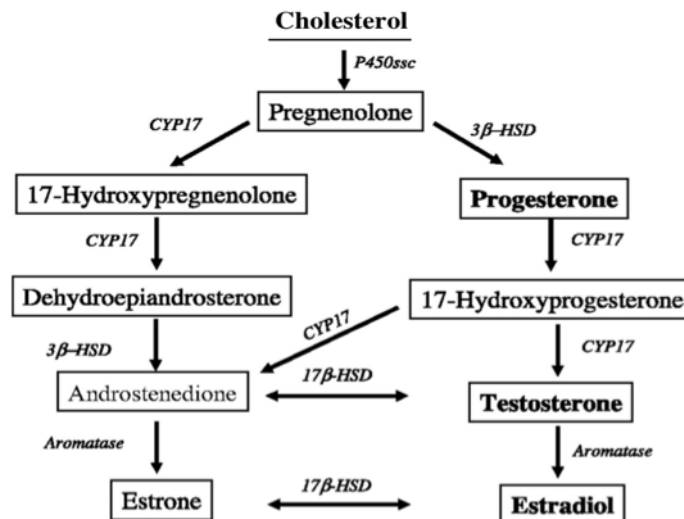 Cholesterol
P450ssc
Pregnenolone
CYP17
3β–HSD
17-Hydroxypregnenolone
Progesterone
CYP17
CYP17
Dehydroepiandrosterone
17-Hydroxyprogesterone
CYP17
3β–HSD
CYP17
17β-HSD
Androstenedione
Testosterone
Aromatase
Aromatase
17β-HSD
Estrone
Estradiol